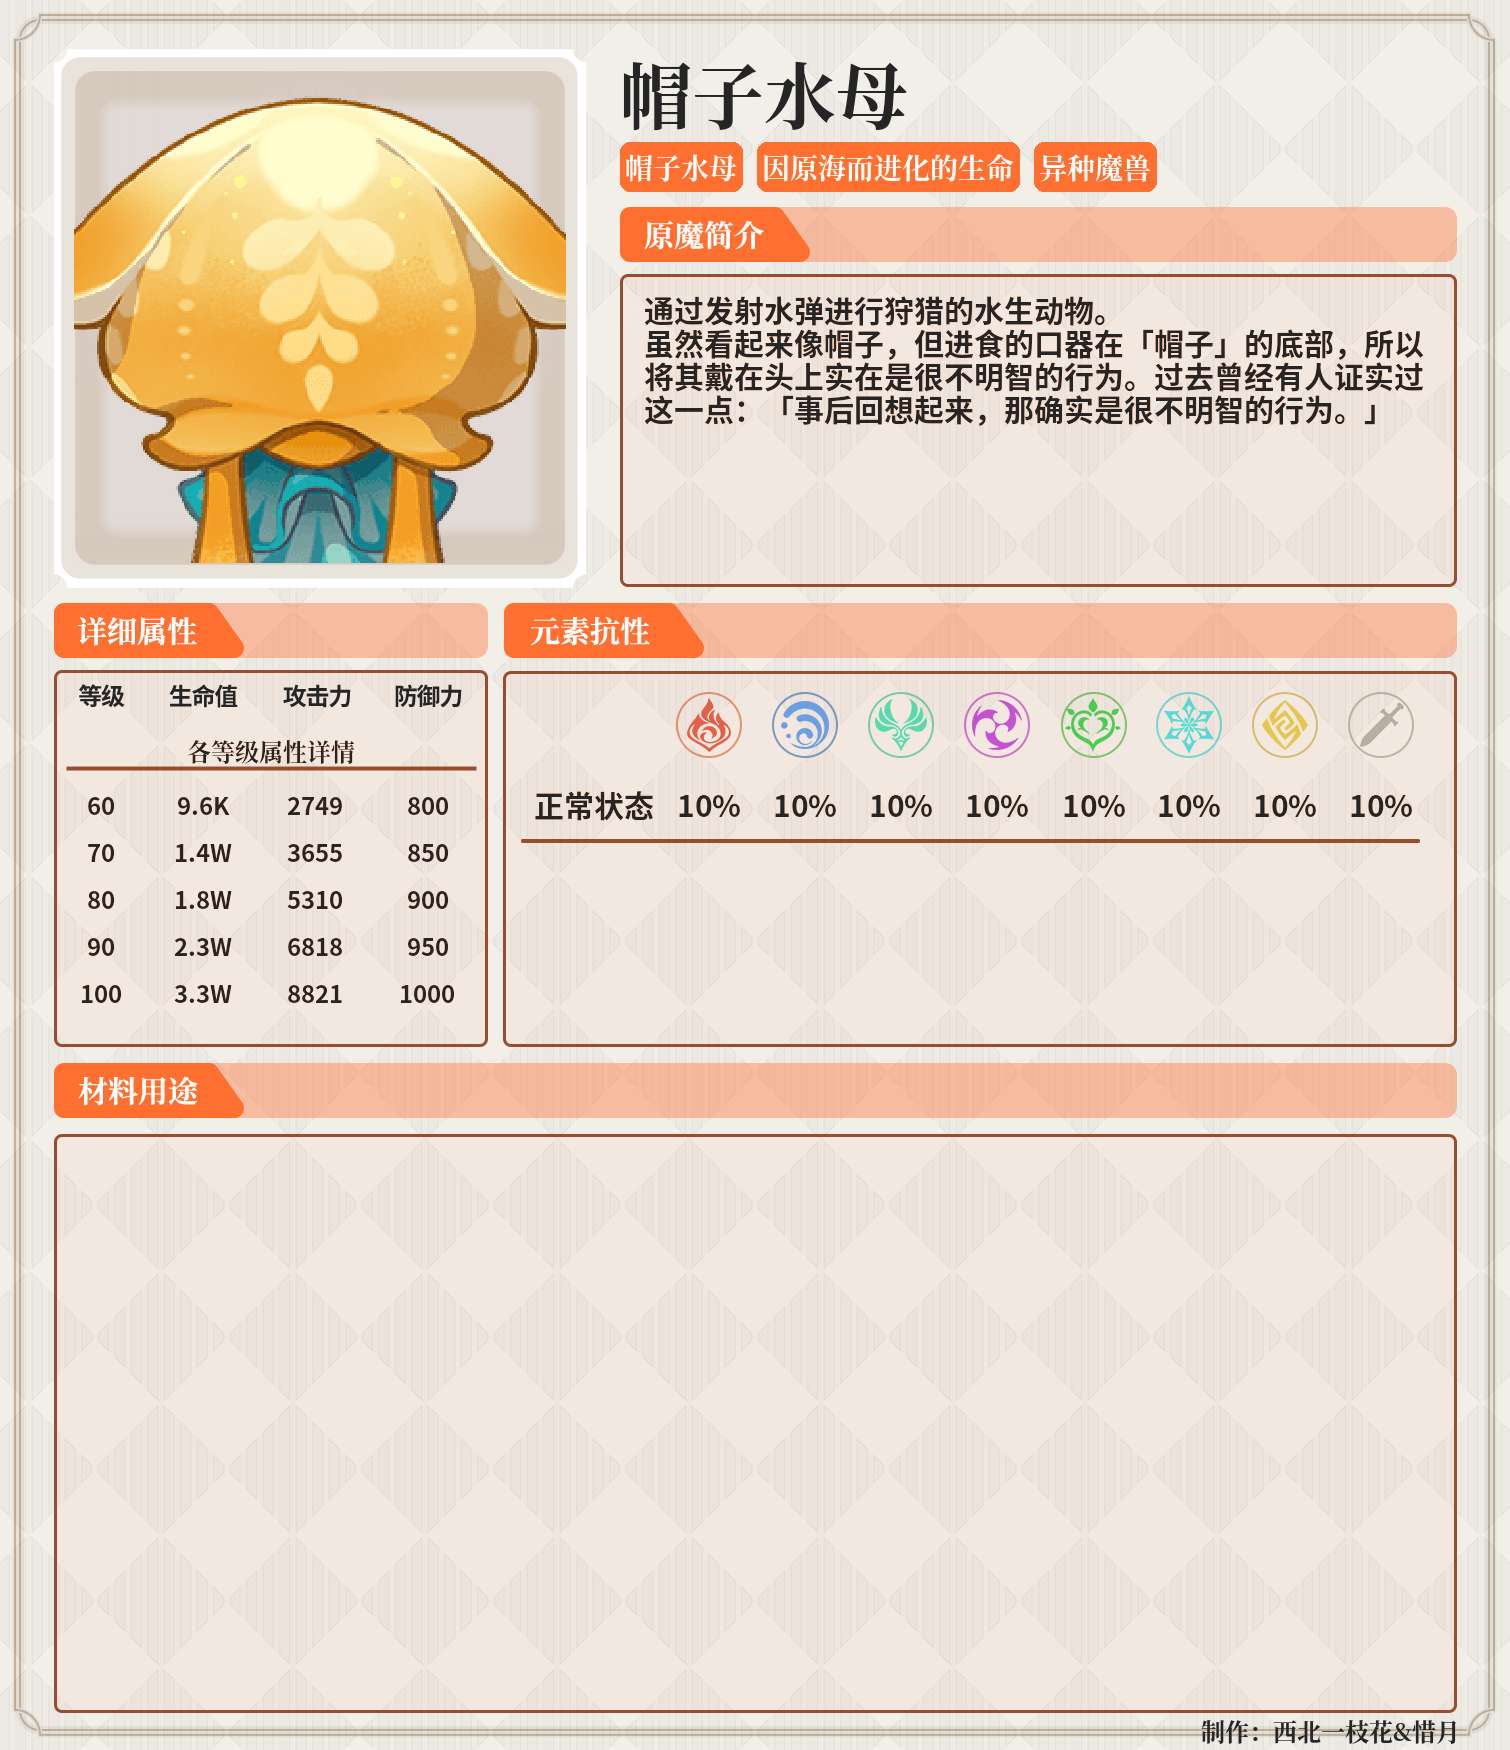 帽子水母
帽子水母 因原海而进化的生命 异种魔兽
原魔简介
通过发射水弹进行狩猎的水生动物。
虽然看起来像帽子，但进食的口器在「帽子」的底部，所以
将其戴在头上实在是很不明智的行为。过去曾经有人证实过
这一点：「事后回想起来，那确实是很不明智的行为。」
详细属性
等级 生命值 攻击力 防御力
各等级属性详情
60 9.6K 2749 800
70 1.4W 3655 850
80 1.8W 5310 900
90 2.3W 6818 950
100 3.3W 8821 1000
元素抗性
正常状态 10% 10% 10% 10% 10% 10% 10% 10%
材料用途
制作：西北一枝花&惜月